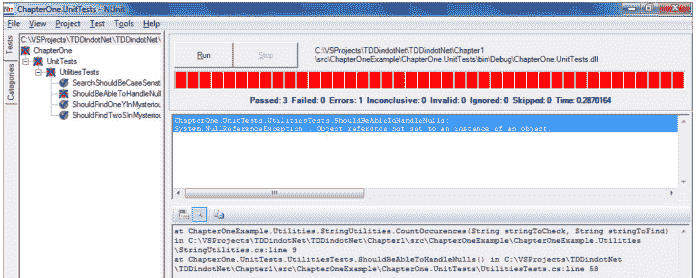 ChapterOne.UnitTests - NUnit
File View Project Test Tools Help
Tests
Categories
C:\VSProjects\TDDindotNet\TDDindotNet\
ChapterOne
UnitTests
UtilitiesTests
SearchShouldBeCaseSensit
ShouldBeAbleToHandleNull
ShouldFindOneYInMysteriou
ShouldFindTwoSInMysteriou
Run
Stop
C:\VSProjects\TDDindotNet\TDDindotNet\Chapter1
\src\ChapterOneExample\ChapterOne.UnitTests\bin\Debug\ChapterOne.UnitTests.dll
Passed: 3 Failed: 0 Errors: 1 Inconclusive: 0 Invalid: 0 Ignored: 0 Skipped: 0 Time: 0.2870164
ChapterOne.UnitTests.UtilitiesTests.ShouldBeAbleToHandleNulls:
System.NullReferenceException : Object reference not set to an instance of an object.
at ChapterOneExample.Utilities.StringUtilities.CountOccurences(String stringToCheck, String stringToFind)
in C:\VSProjects\TDDindotNet\Chapter1\src\ChapterOneExample\ChapterOneExample.Utilities
\StringUtilities.cs:line 9
at ChapterOne.UnitTests.UtilitiesTests.ShouldBeAbleToHandleNulls() in C:\VSProjects\TDDindotNet
\TDDindotNet\Chapter1\src\ChapterOneExample\ChapterOne.UnitTests\UtilitiesTests.cs:line 58